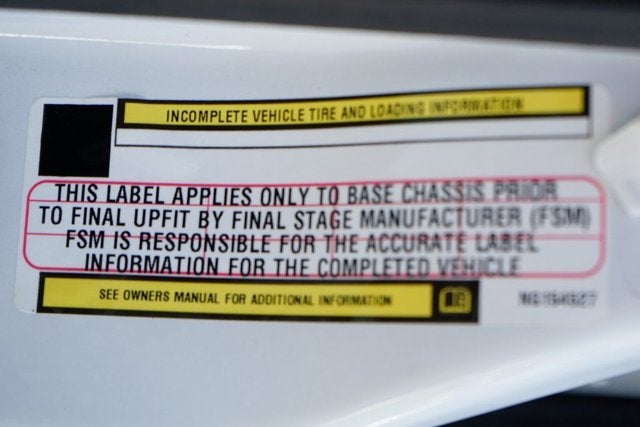 INCOMPLETE VEHICLE TIRE AND LOADING INFORMATION
THIS LABEL APPLIES ONLY TO BASE CHASSIS PRIOR
TO FINAL UPFIT BY FINAL STAGE MANUFACTURER (FSM)
FSM IS RESPONSIBLE FOR THE ACCURATE LABEL
INFORMATION FOR THE COMPLETED VEHICLE
SEE OWNERS MANUAL FOR ADDITIONAL INFORMATION